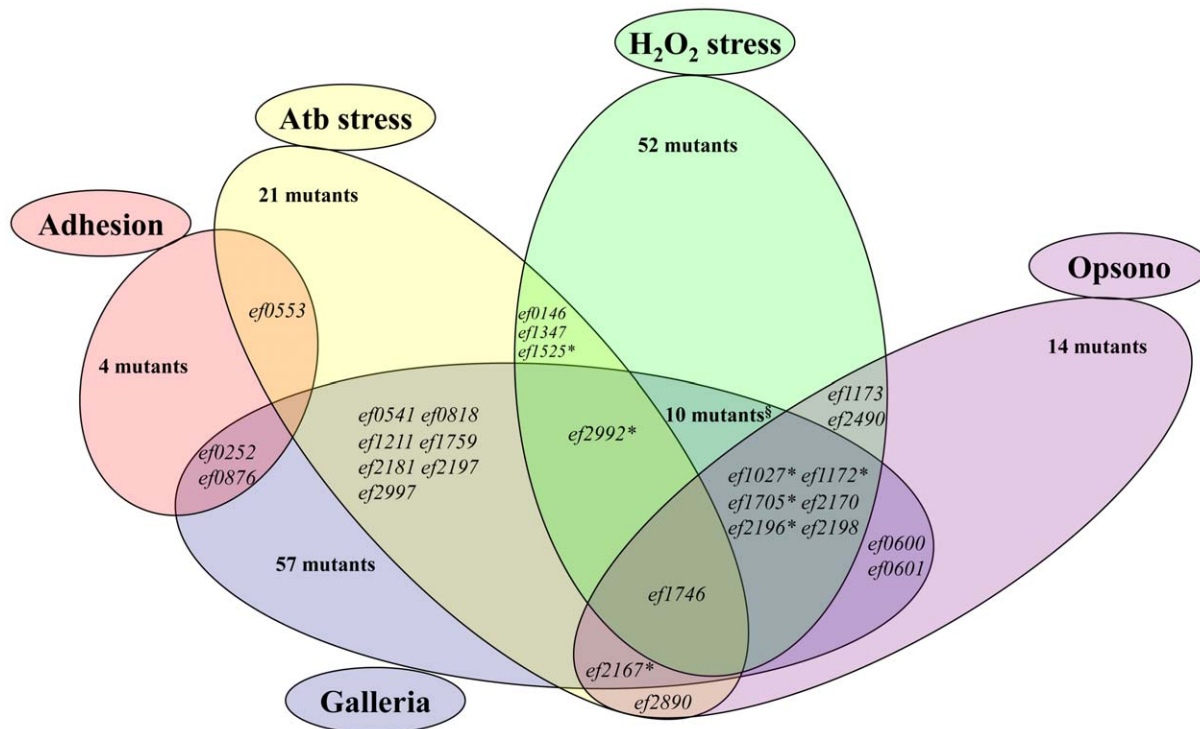 H₂O₂ stress
Atb stress
52 mutants
21 mutants
Adhesion
Opsono
ef0553
ef0146
ef1347
ef1525*
14 mutants
4 mutants
ef1173
ef2490
10 mutants§
ef0541 ef0818
ef1211 ef1759
ef2181 ef2197
ef2997
ef2992*
ef0252
ef0876
ef1027* ef1172*
ef1705* ef2170
ef2196* ef2198
ef0600
ef0601
57 mutants
ef1746
ef2167*
ef2890
Galleria